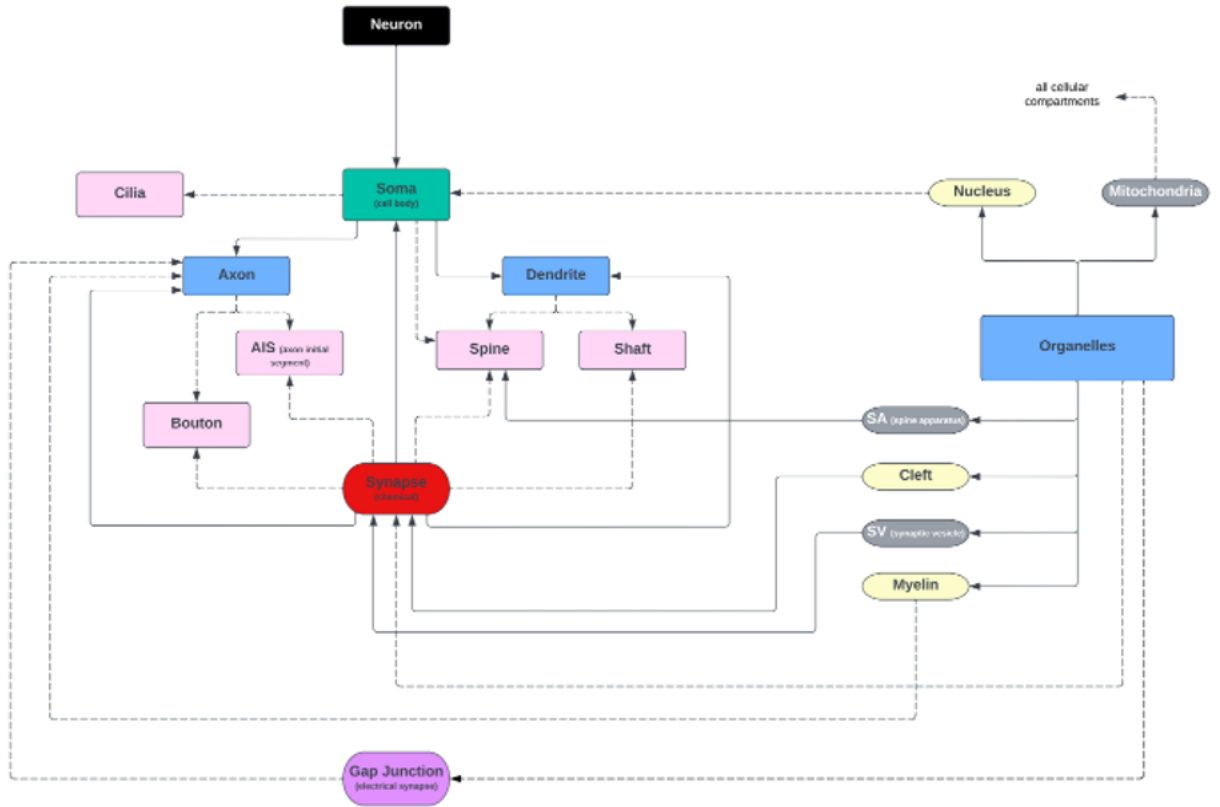 Neuron
all cellular
compartments
Cilia
Soma
(cell body)
Nucleus
Mitochondria
Axon
Dendrite
AIS (axon initial
segment)
Spine
Shaft
Organelles
Bouton
SA (spine apparatus)
Synapse
(chemical)
Cleft
SV (synaptic vesicle)
Myelin
Gap Junction
(electrical synapse)